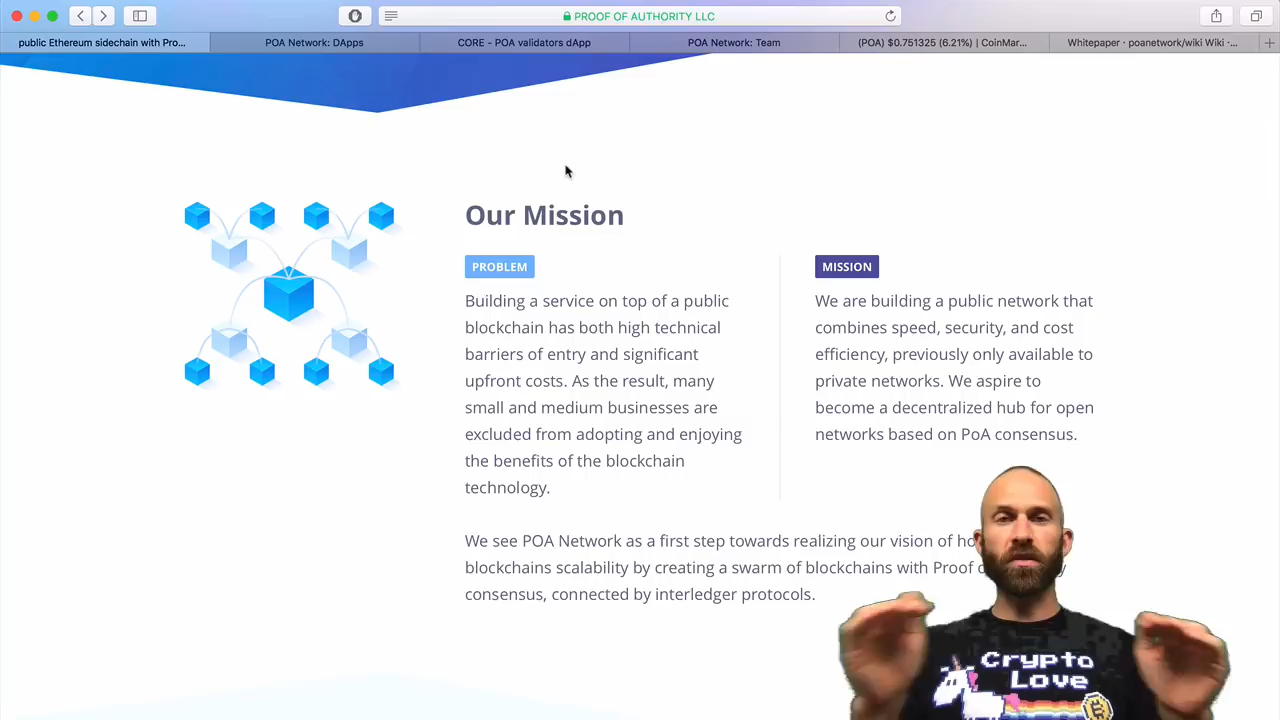 PROOF OF AUTHORITY LLC
public Ethereum sidechain with Pro...
POA Network: DApps
CORE - POA validators dApp
POA Network: Team
(POA) $0.751325 (6.21%) | CoinMar...
Whitepaper · poanetwork/wiki Wiki ·...
Our Mission
PROBLEM
Building a service on top of a public
blockchain has both high technical
barriers of entry and significant
upfront costs. As the result, many
small and medium businesses are
excluded from adopting and enjoying
the benefits of the blockchain
technology.
MISSION
We are building a public network that
combines speed, security, and cost
efficiency, previously only available to
private networks. We aspire to
become a decentralized hub for open
networks based on PoA consensus.
We see POA Network as a first step towards realizing our vision of
blockchains scalability by creating a swarm of blockchains with Proof
consensus, connected by interledger protocols.
Crypto
Love